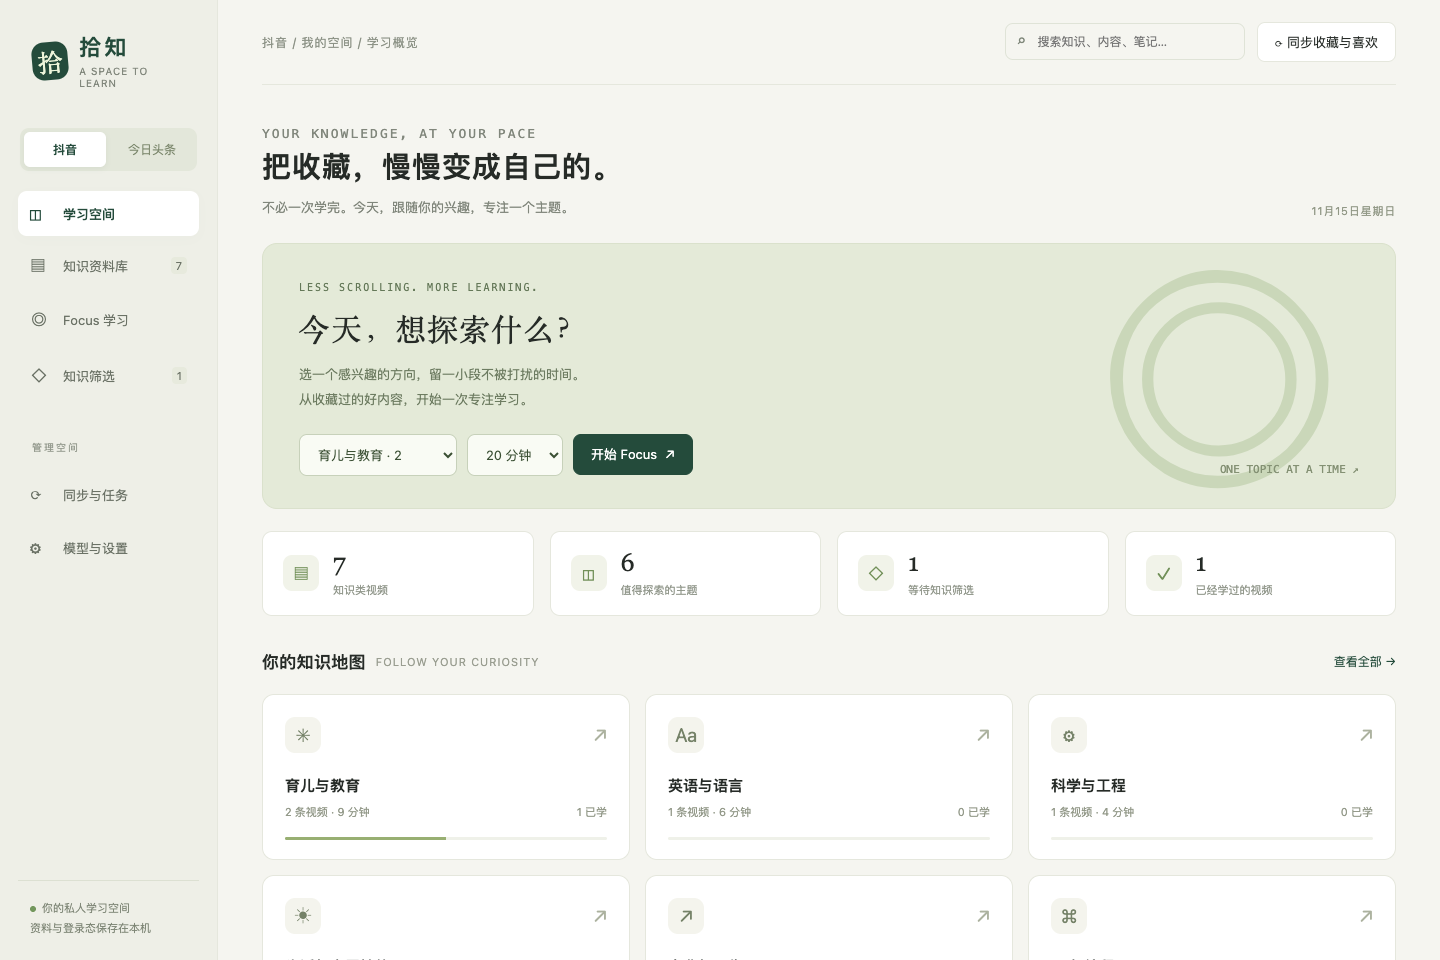 拾
拾知
A SPACE TO
LEARN
抖音
今日头条
学习空间
知识资料库
7
Focus 学习
知识筛选
1
管理空间
同步与任务
模型与设置
你的私人学习空间
资料与登录态保存在本机
抖音 / 我的空间 / 学习概览
搜索知识、内容、笔记...
同步收藏与喜欢
YOUR KNOWLEDGE, AT YOUR PACE
把收藏，慢慢变成自己的。
不必一次学完。今天，跟随你的兴趣，专注一个主题。
11月15日星期日
LESS SCROLLING. MORE LEARNING.
今天，想探索什么？
选一个感兴趣的方向，留一小段不被打扰的时间。
从收藏过的好内容，开始一次专注学习。
育儿与教育 · 2
20 分钟
开始 Focus ↗
ONE TOPIC AT A TIME ↗
7
知识类视频
6
值得探索的主题
1
等待知识筛选
1
已经学过的视频
你的知识地图
FOLLOW YOUR CURIOSITY
查看全部 →
育儿与教育
2 条视频 · 9 分钟
1 已学
Aa
英语与语言
1 条视频 · 6 分钟
0 已学
科学与工程
1 条视频 · 4 分钟
0 已学